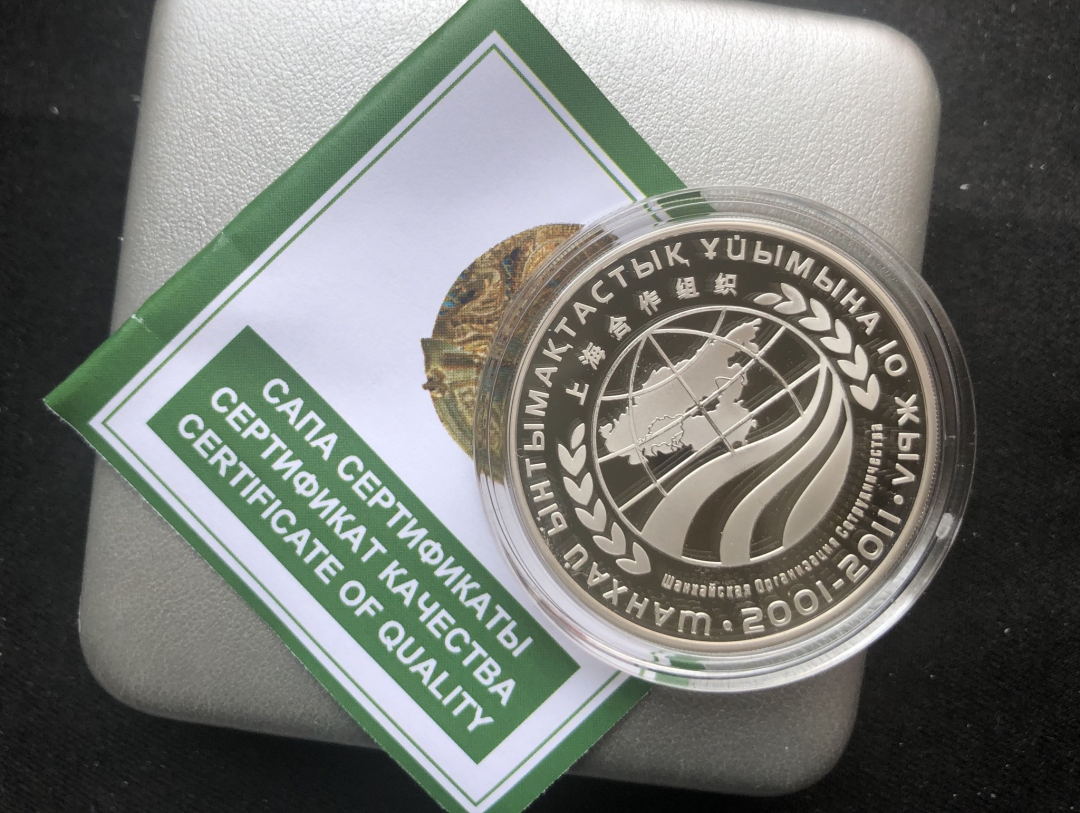 САПА СЕРТИФИКАТЫ
СЕРТИФИКАТ КАЧЕСТВА
CERTIFICATE OF QUALITY
ШАНХАЙ ЫНТЫМАҚТАСТЫҚ ҰЙЫМЫНА 10 ЖЫЛ • 2001-2011 •
上海合作组织
Шанхайская Организация Сотрудничества